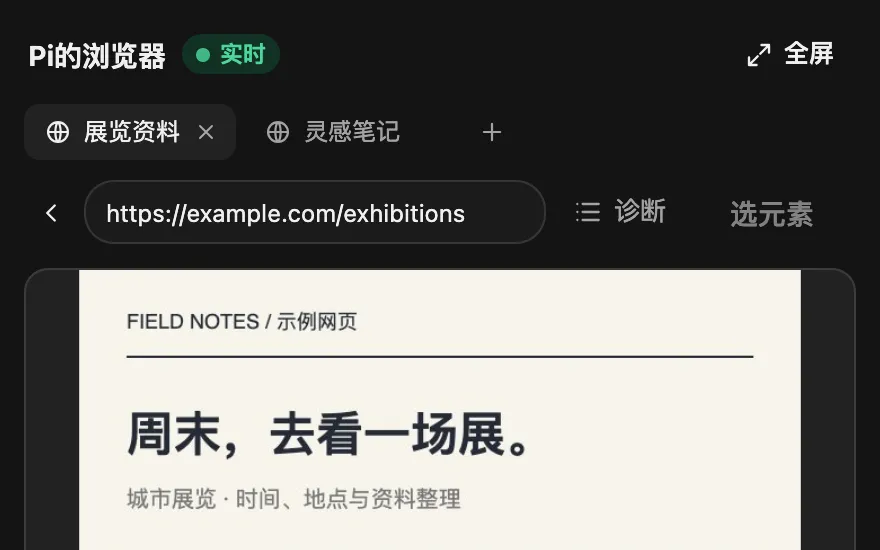 Pi的浏览器 实时 全屏
展览资料 灵感笔记
https://example.com/exhibitions 诊断 选元素
FIELD NOTES / 示例网页
周末，去看一场展。
城市展览 · 时间、地点与资料整理